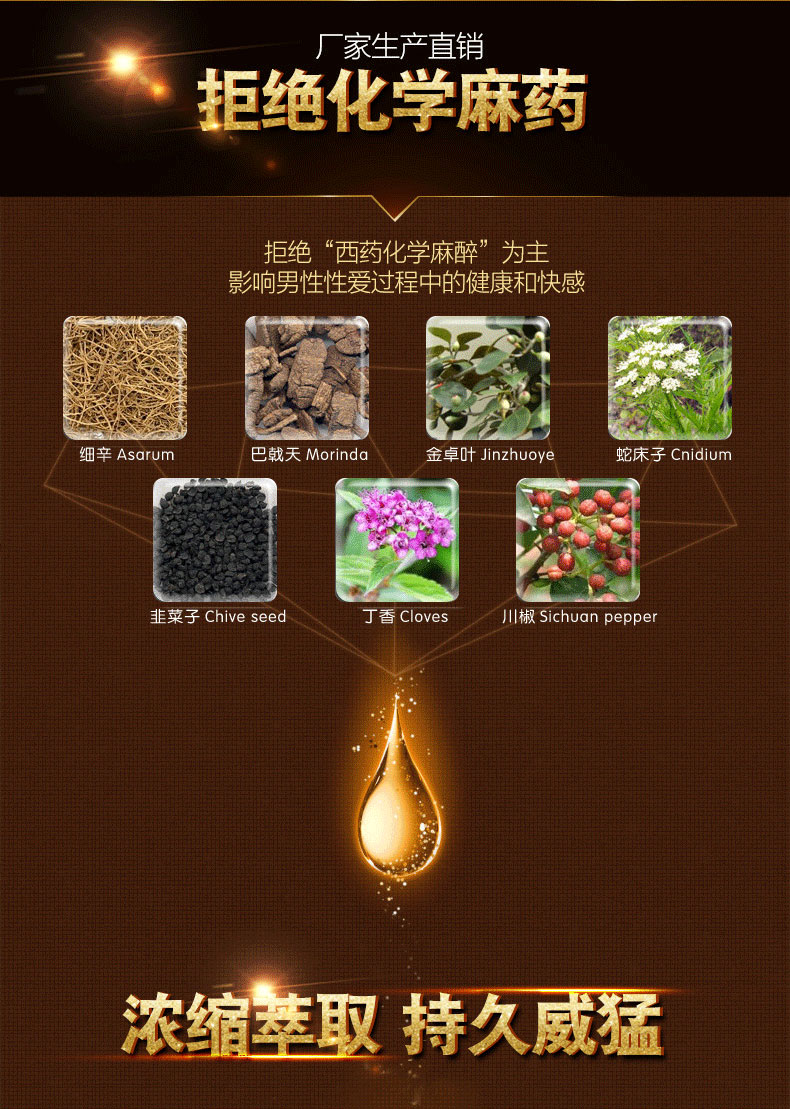 厂家生产直销
拒绝化学麻药
拒绝“西药化学麻醉”为主
影响男性性爱过程中的健康和快感
细辛 Asarum
巴戟天 Morinda
金卓叶 Jinzhuoye
蛇床子 Cnidium
韭菜子 Chive seed
丁香 Cloves
川椒 Sichuan pepper
浓缩萃取 持久威猛